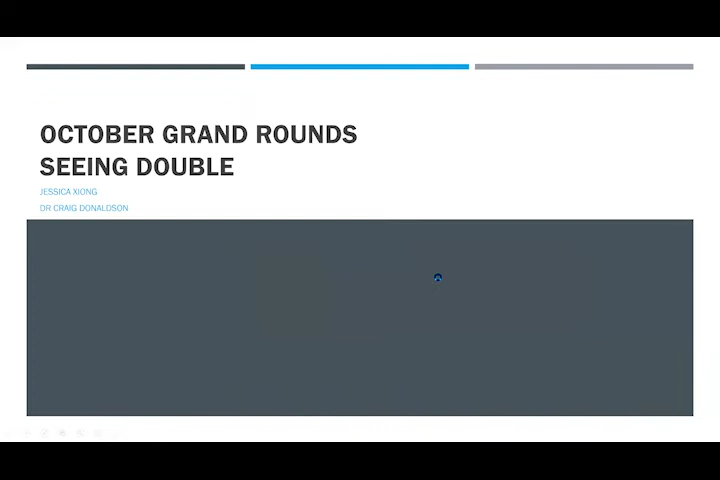 OCTOBER GRAND ROUNDS
SEEING DOUBLE
JESSICA XIONG
DR CRAIG DONALDSON